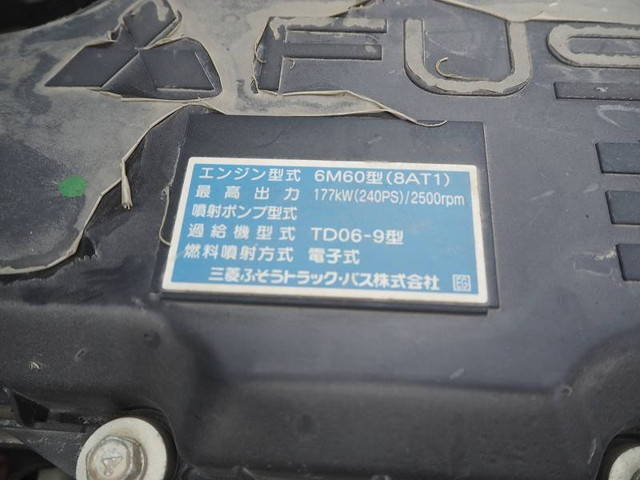 FUS
エンジン型式 6M60型(8AT1)
最高出力 177kW(240PS)/2500rpm
噴射ポンプ型式
過給機型式 TD06-9型
燃料噴射方式 電子式
三菱ふそうトラック・バス株式会社
4